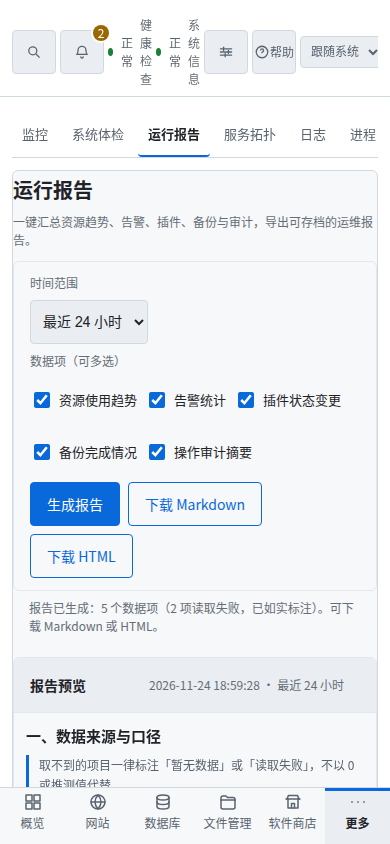 2
正常
健康检查
正常
系统信息
帮助
跟随系统
监控 系统体检 运行报告 服务拓扑 日志 进程
运行报告
一键汇总资源趋势、告警、插件、备份与审计，导出可存档的运维报
告。
时间范围
最近 24 小时
数据项（可多选）
资源使用趋势 告警统计 插件状态变更
备份完成情况 操作审计摘要
生成报告 下载 Markdown
下载 HTML
报告已生成：5 个数据项（2 项读取失败，已如实标注）。可下
载 Markdown 或 HTML。
报告预览 2026-11-24 18:59:28 · 最近 24 小时
一、数据来源与口径
取不到的项目一律标注「暂无数据」或「读取失败」，不以 0
或推测值代替
概览 网站 数据库 文件管理 软件商店 更多